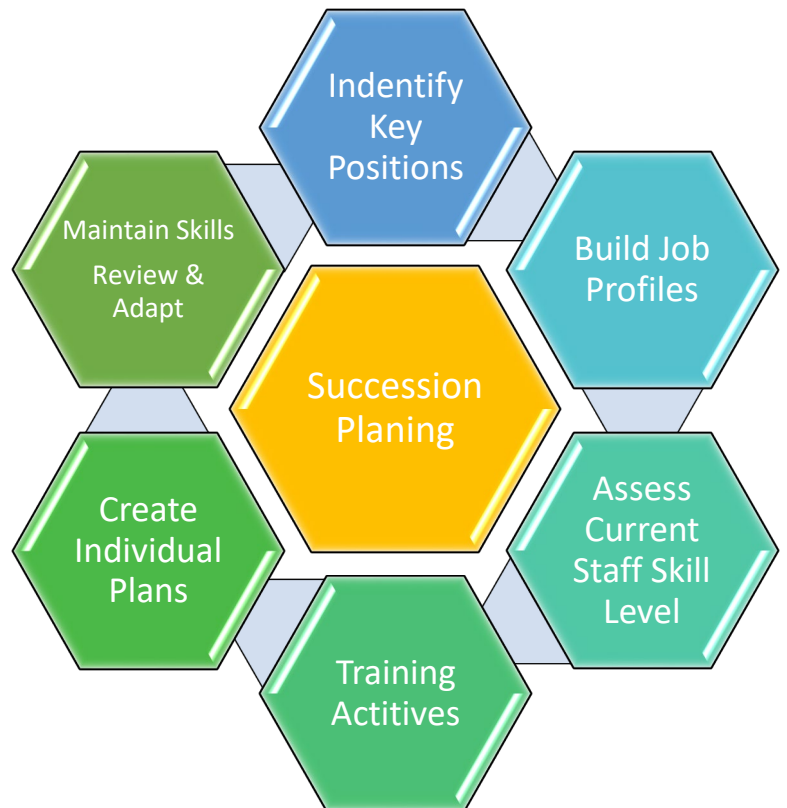 Indentify
Key
Positions
Build Job
Profiles
Assess
Current
Staff Skill
Level
Training
Actitives
Create
Individual
Plans
Maintain Skills
Review &
Adapt
Succession
Planing